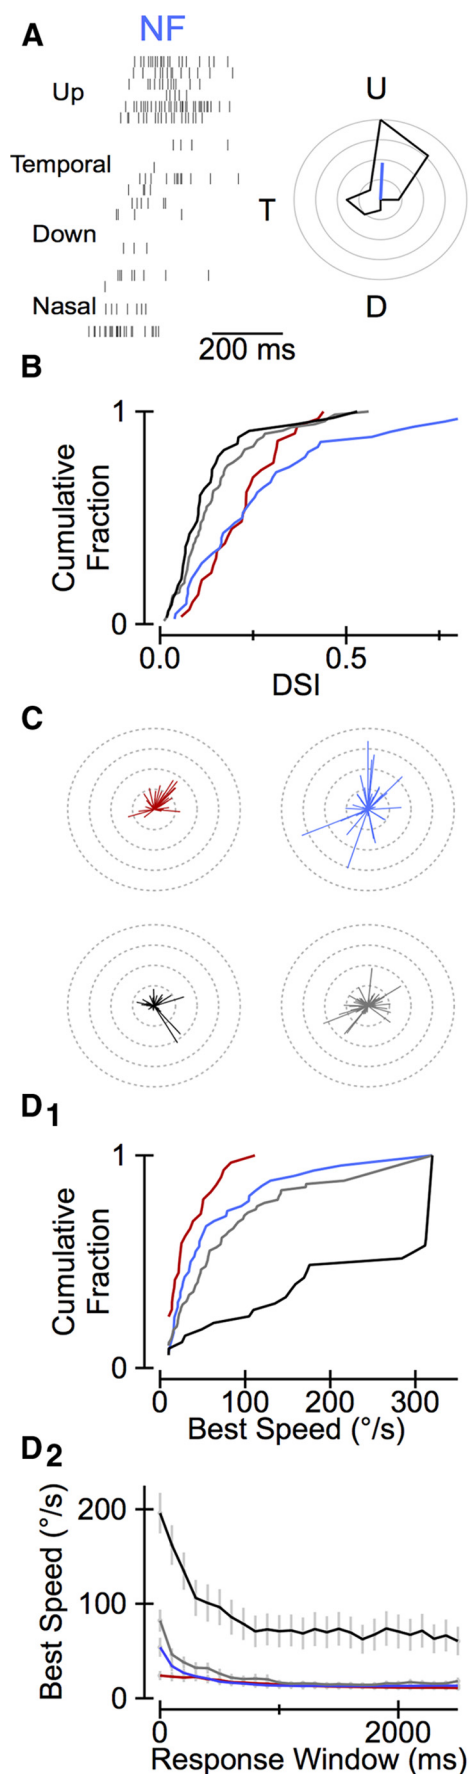 A
NF
Up
Temporal
Down
Nasal
200 ms
U
T
D
B
Cumulative
Fraction
1
0
0.0
0.5
DSI
C
D1
Cumulative
Fraction
1
0
0
100
200
300
Best Speed (°/s)
D2
Best Speed (°/s)
200
100
0
0
2000
Response Window (ms)